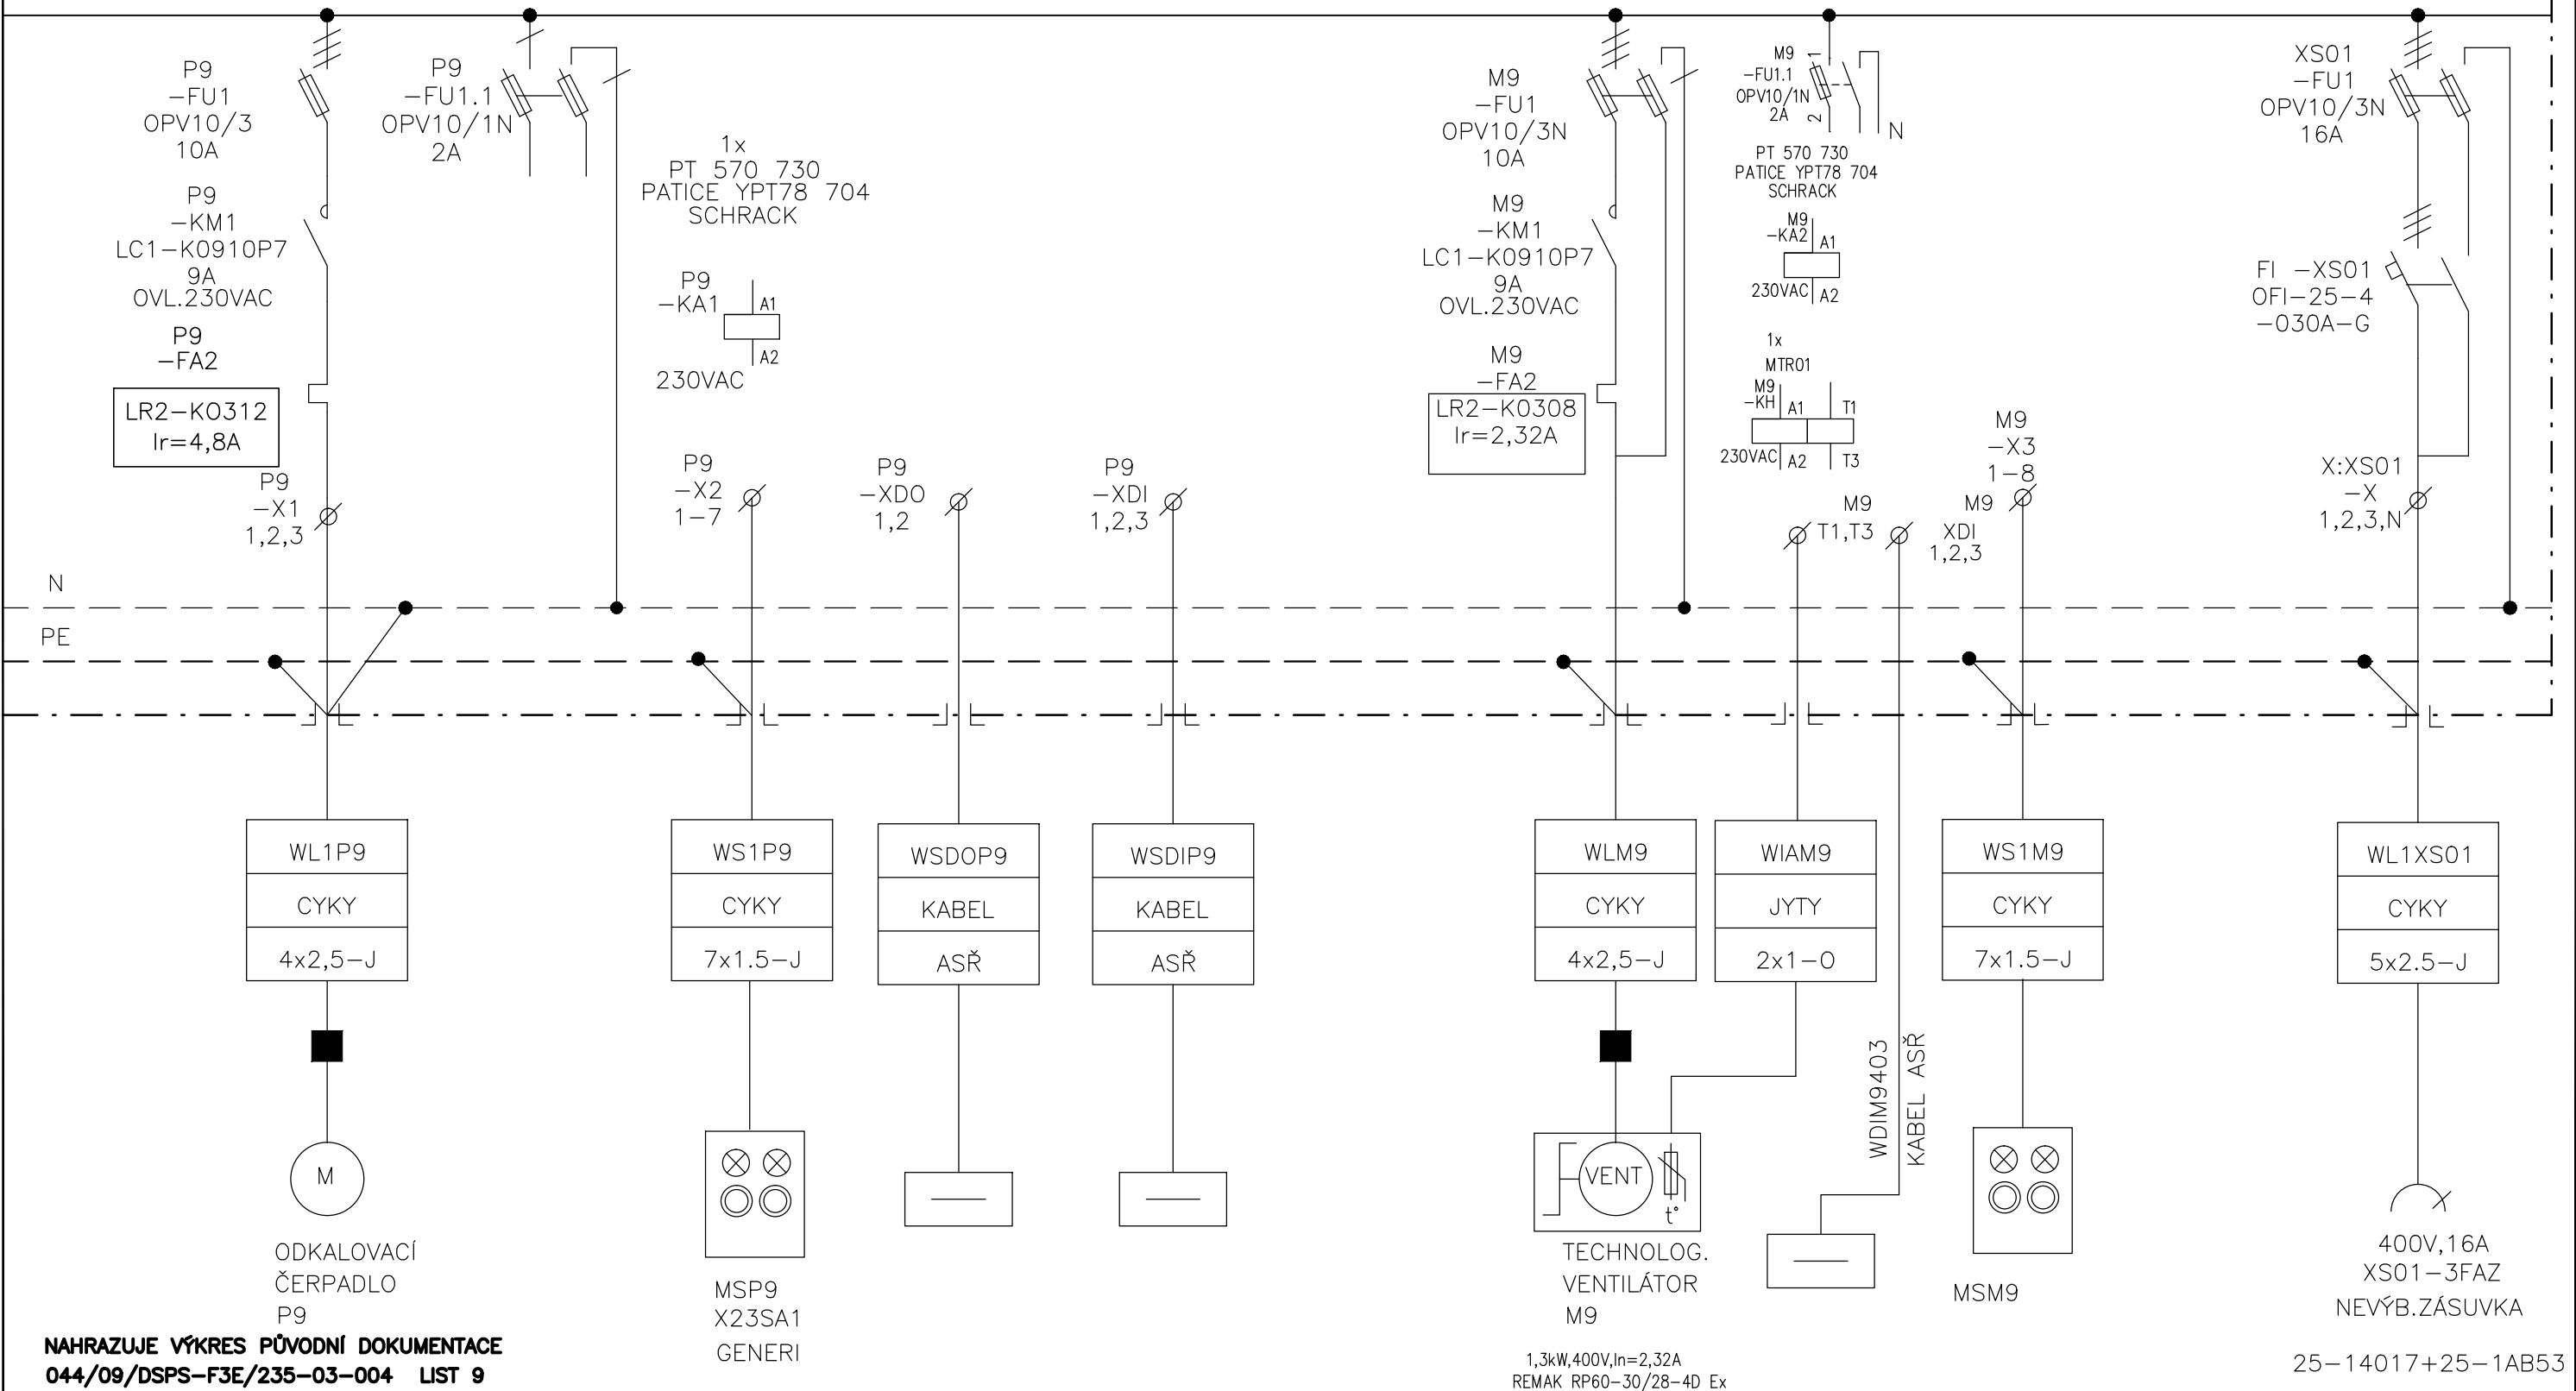 P9
-FU1
OPV10/3
10A
P9
-KM1
LC1-K0910P7
9A
OVL.230VAC
P9
-FA2
LR2-K0312
Ir=4,8A
P9
-X1
1,2,3
P9
-FU1.1
OPV10/1N
2A
1x
PT 570 730
PATICE YPT78 704
SCHRACK
P9
-KA1
A1
A2
230VAC
P9
-X2
1-7
P9
-XDO
1,2
P9
-XDI
1,2,3
M9
-FU1
OPV10/3N
10A
M9
-KM1
LC1-K0910P7
9A
OVL.230VAC
M9
-FA2
LR2-K0308
Ir=2,32A
M9
-FU1.1
OPV10/1N
2A
1
2
N
PT 570 730
PATICE YPT78 704
SCHRACK
M9
-KA2
A1
230VAC
A2
1x
MTR01
M9
-KH
A1
T1
230VAC
A2
T3
M9
T1,T3
M9
XDI
1,2,3
M9
-X3
1-8
XS01
-FU1
OPV10/3N
16A
FI -XS01
OFI-25-4
-030A-G
X:XS01
-X
1,2,3,N
N
PE
WL1P9
CYKY
4x2,5-J
WS1P9
CYKY
7x1.5-J
WSDOP9
KABEL
ASŘ
WSDIP9
KABEL
ASŘ
WLM9
CYKY
4x2,5-J
WIAM9
JYTY
2x1-O
WDIM9403
KABEL ASŘ
WS1M9
CYKY
7x1.5-J
WL1XS01
CYKY
5x2.5-J
M
ODKALOVACÍ
ČERPADLO
P9
MSP9
X23SA1
GENERI
VENT
t°
TECHNOLOG.
VENTILÁTOR
M9
1,3kW,400V,In=2,32A
REMAK RP60-30/28-4D Ex
MSM9
400V,16A
XS01-3FAZ
NEVÝB.ZÁSUVKA
25-14017+25-1AB53
NAHRAZUJE VÝKRES PŮVODNÍ DOKUMENTACE
044/09/DSPS-F3E/235-03-004 LIST 9